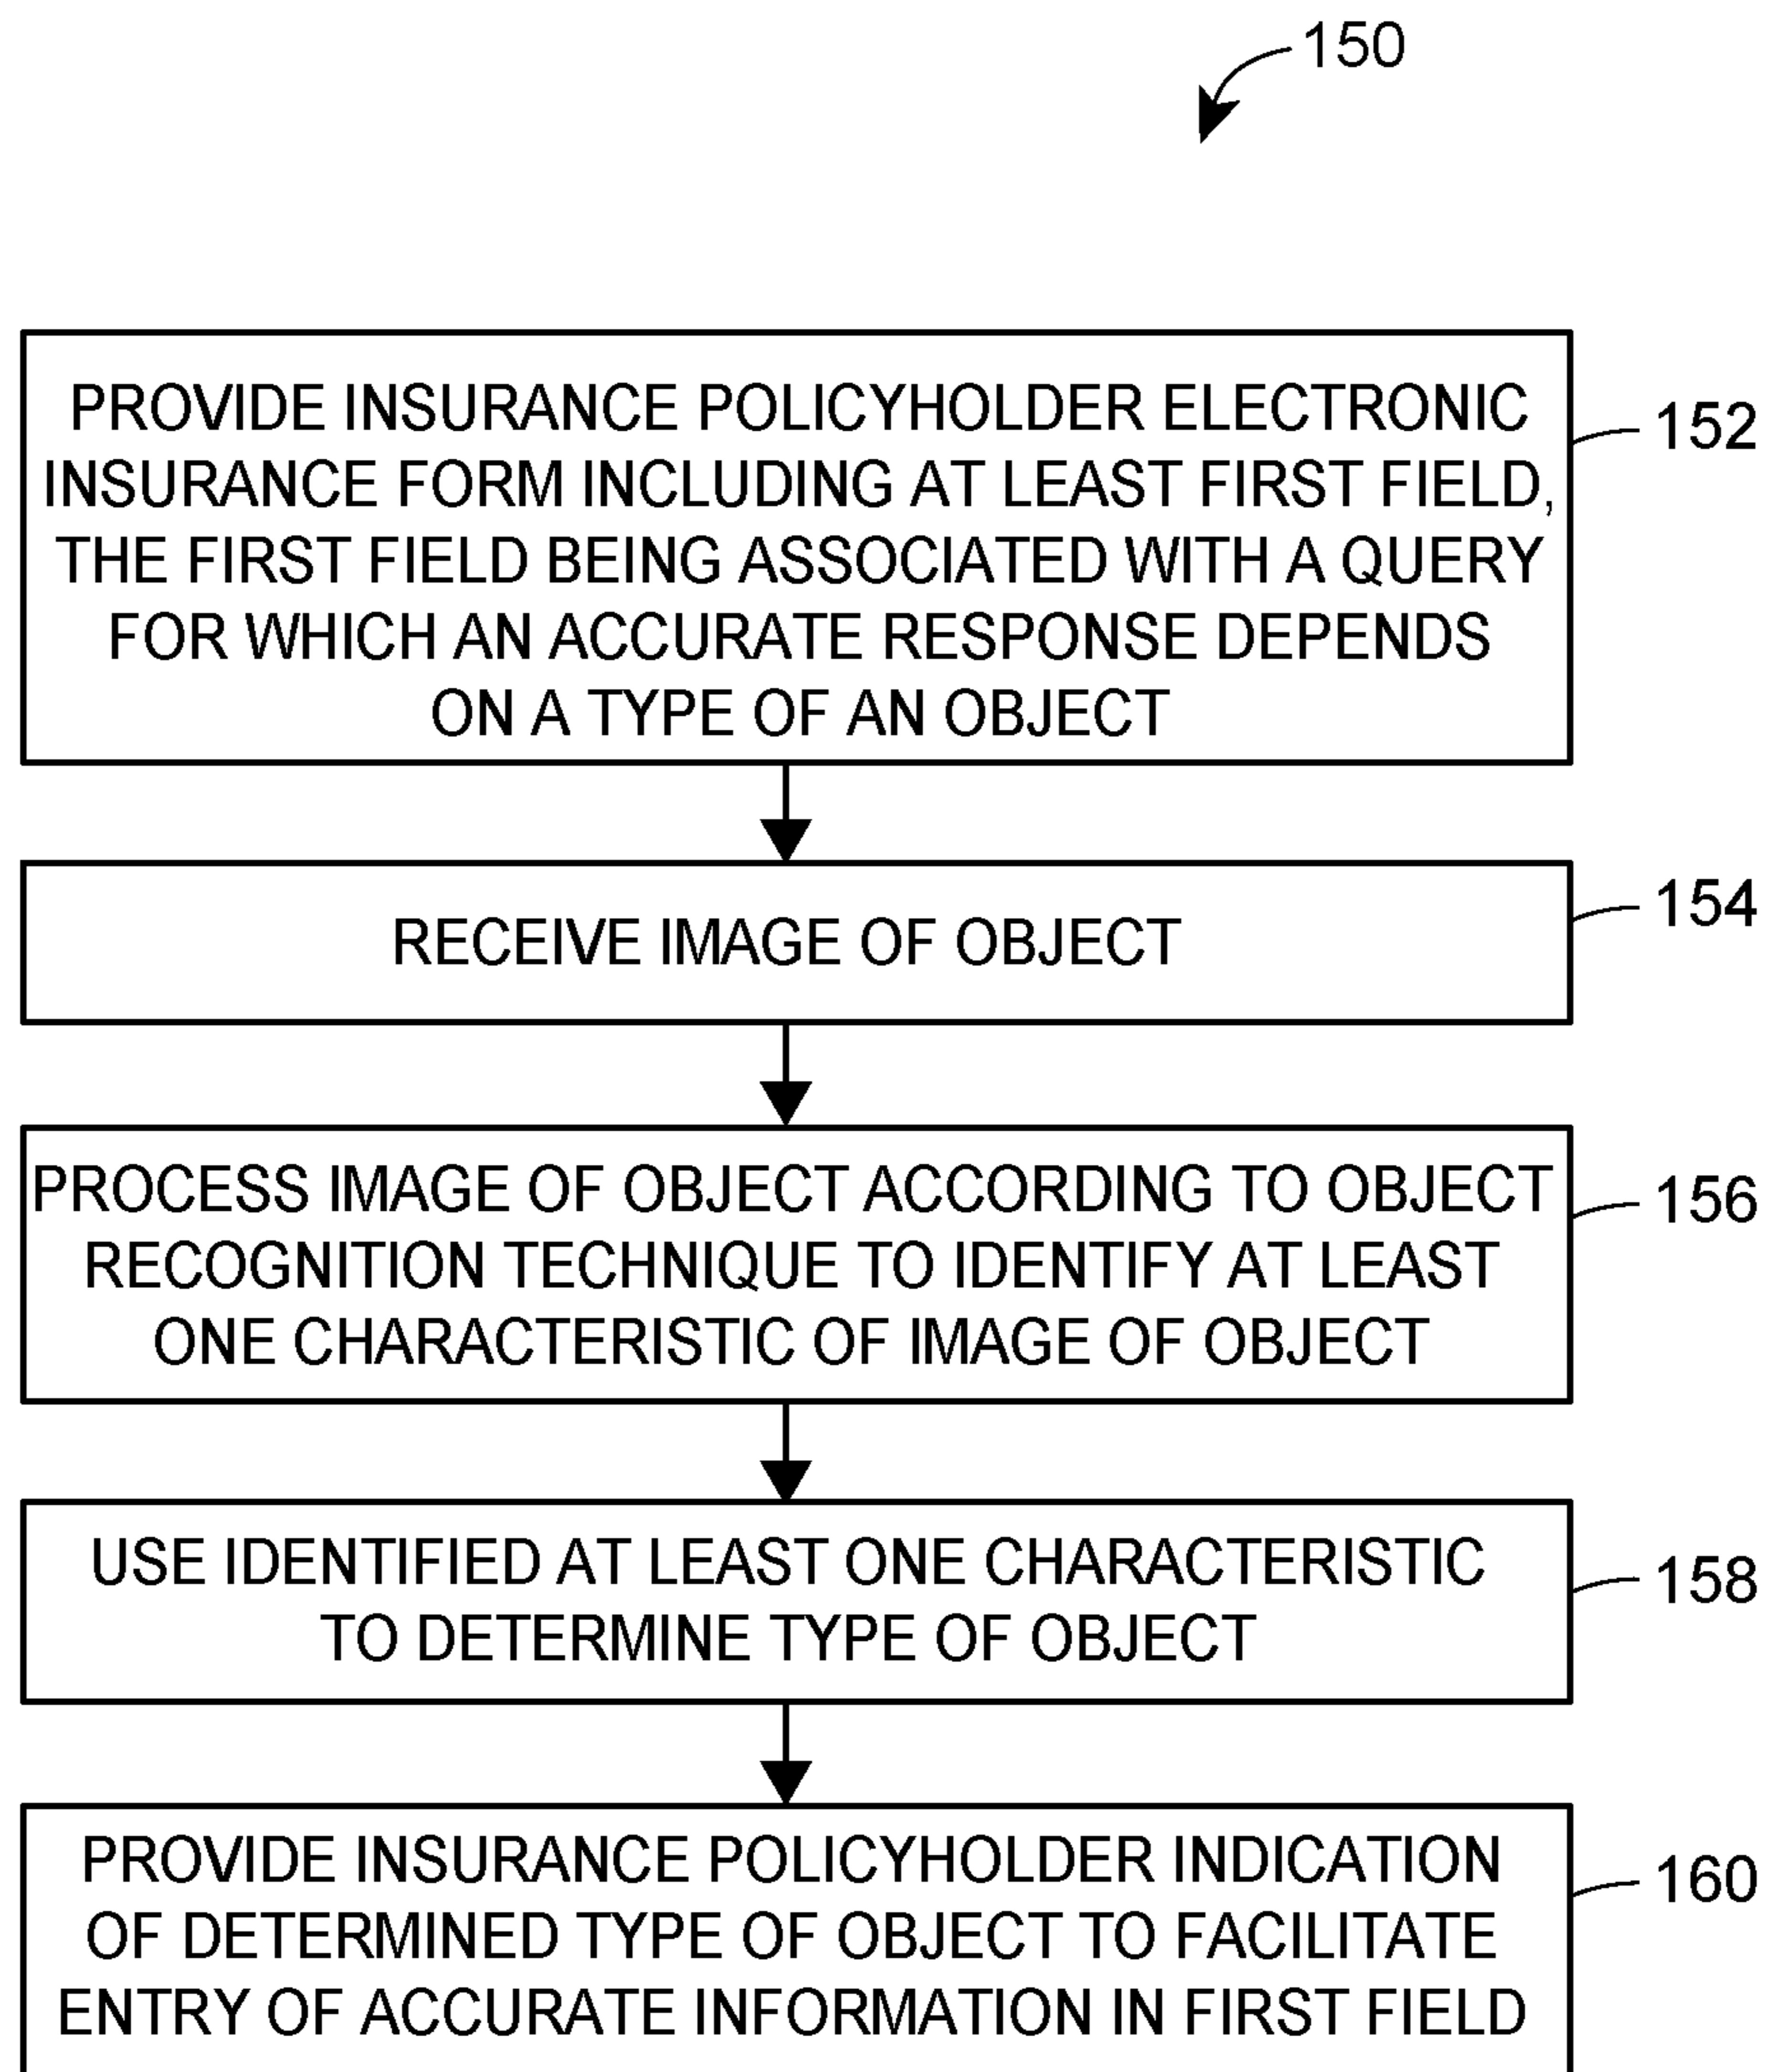 150
PROVIDE INSURANCE POLICYHOLDER ELECTRONIC
INSURANCE FORM INCLUDING AT LEAST FIRST FIELD,
THE FIRST FIELD BEING ASSOCIATED WITH A QUERY
FOR WHICH AN ACCURATE RESPONSE DEPENDS
ON A TYPE OF AN OBJECT
152
RECEIVE IMAGE OF OBJECT
154
PROCESS IMAGE OF OBJECT ACCORDING TO OBJECT
RECOGNITION TECHNIQUE TO IDENTIFY AT LEAST
ONE CHARACTERISTIC OF IMAGE OF OBJECT
156
USE IDENTIFIED AT LEAST ONE CHARACTERISTIC
TO DETERMINE TYPE OF OBJECT
158
PROVIDE INSURANCE POLICYHOLDER INDICATION
OF DETERMINED TYPE OF OBJECT TO FACILITATE
ENTRY OF ACCURATE INFORMATION IN FIRST FIELD
160